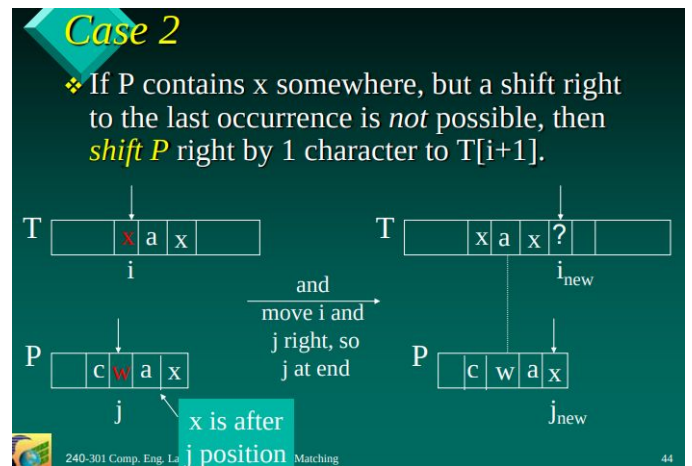 Case 2
If P contains x somewhere, but a shift right
to the last occurrence is not possible, then
shift P right by 1 character to T[i+1].
T x a x
i
T x a x ?
i new
and
move i and
j right, so
j at end
P c w a x
j
P c w a x
j new
x is after
j position
240-301 Comp. Eng. La Matching 44